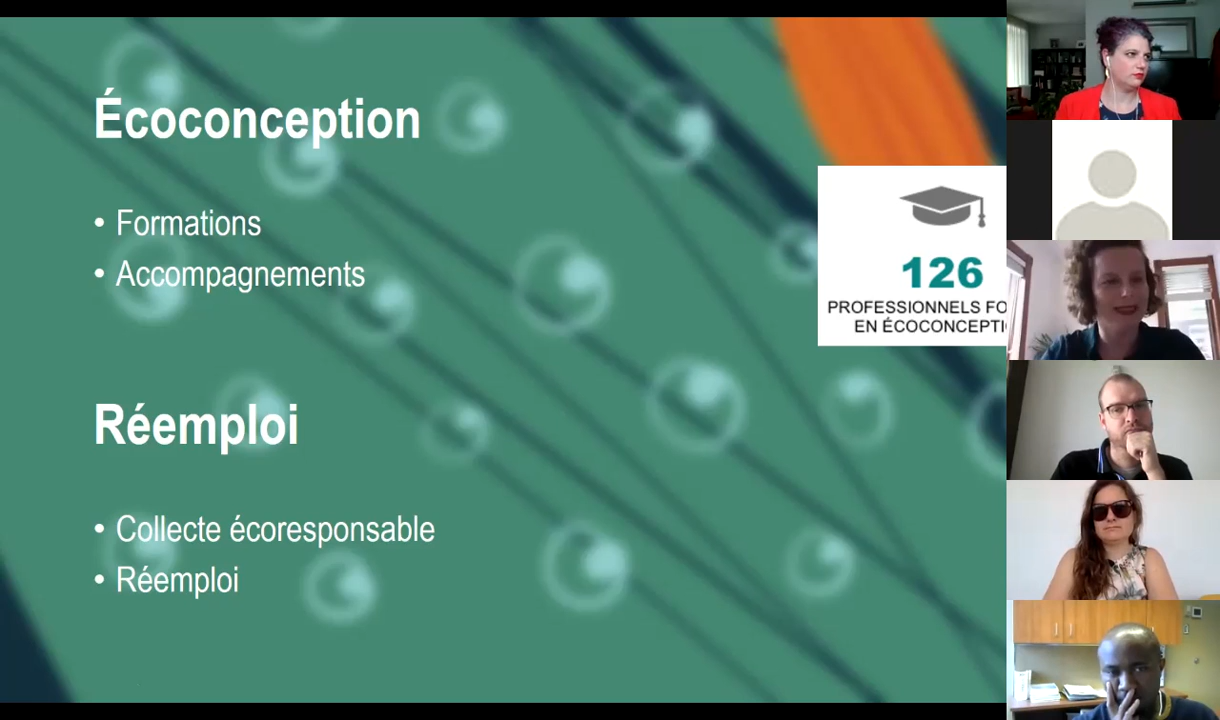 Écoconception
• Formations
• Accompagnements
126
PROFESSIONNELS FO
EN ÉCOCONCEPTI
Réemploi
• Collecte écoresponsable
• Réemploi